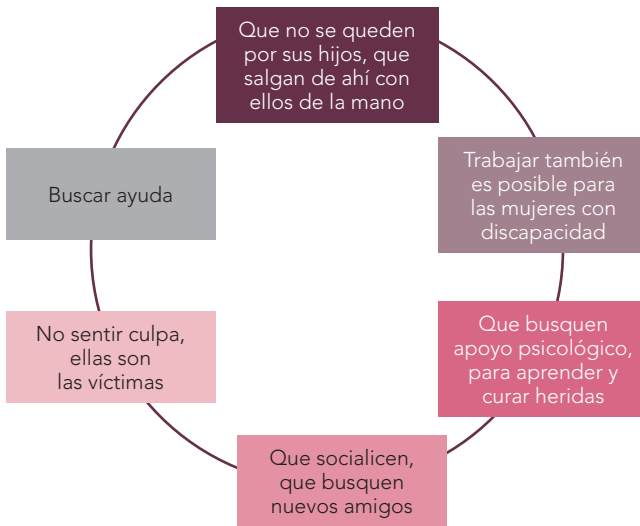 Que no se queden
por sus hijos, que
salgan de ahí con
ellos de la mano
Trabajar también
es posible para
las mujeres con
discapacidad
Que busquen
apoyo psicológico,
para aprender y
curar heridas
Que socialicen,
que busquen
nuevos amigos
No sentir culpa,
ellas son
las víctimas
Buscar ayuda